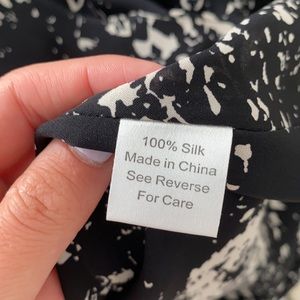 100% Silk
Made in China
See Reverse
For Care